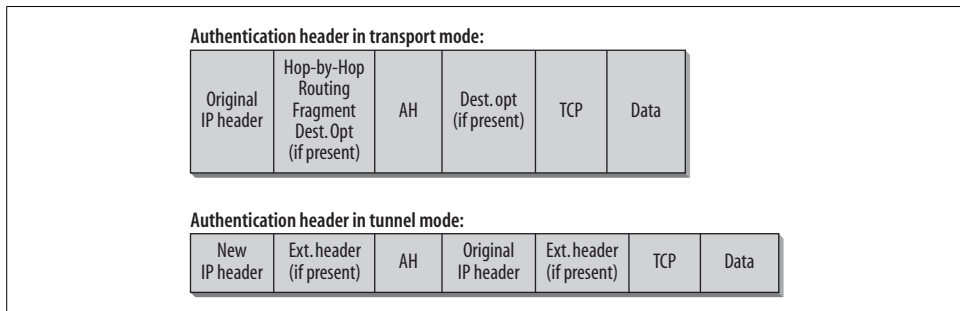 Authentication header in transport mode:
Original
IP header
Hop-by-Hop
Routing
Fragment
Dest. Opt
(if present)
AH
Dest. opt
(if present)
TCP
Data
Authentication header in tunnel mode:
New
IP header
Ext. header
(if present)
AH
Original
IP header
Ext. header
(if present)
TCP
Data